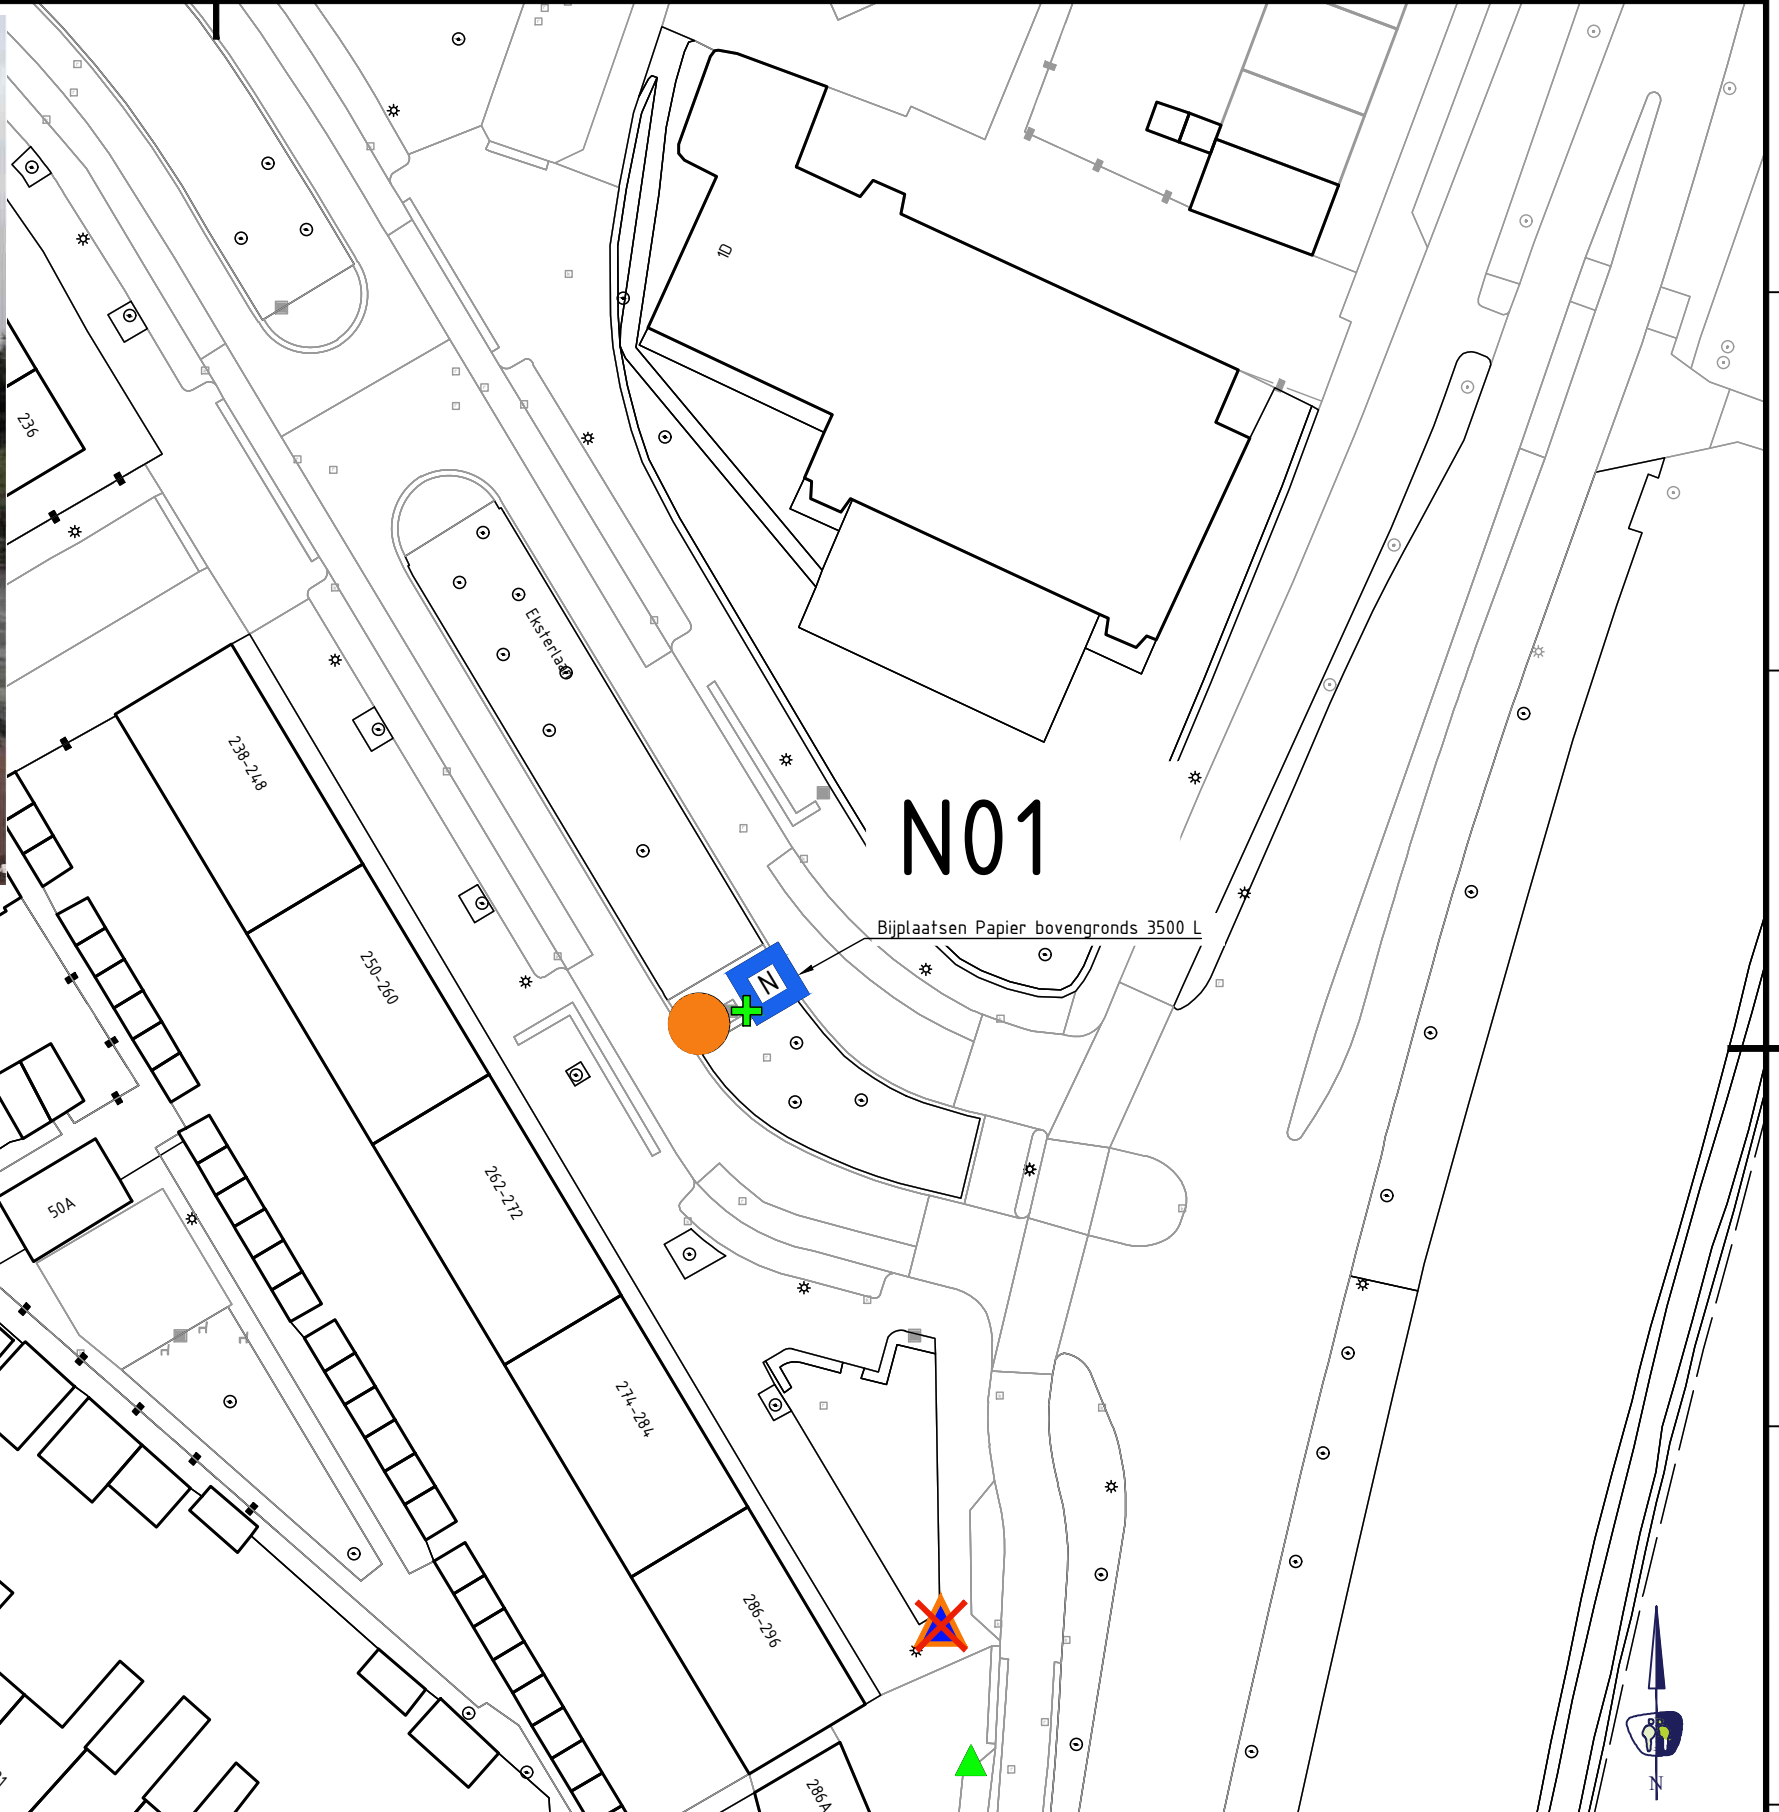 1D
236
Eksterlaan
238-248
N01
Bijplaatsen Papier bovengronds 3500 L
250-260
N
262-272
50A
274-284
286-296
N
286A